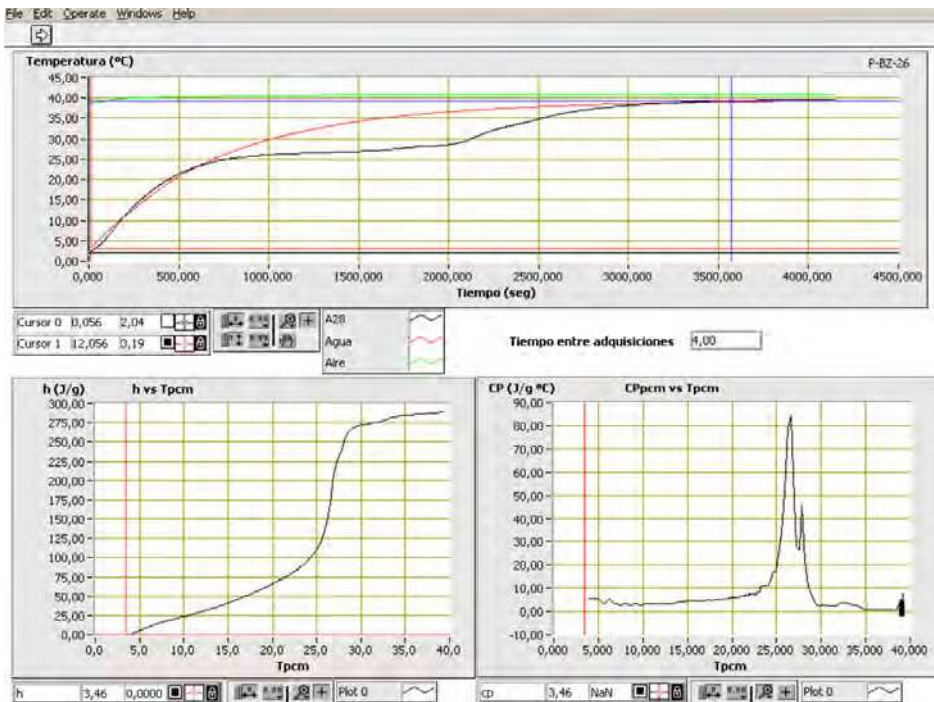 File Edit Operate Windows Help
Temperatura (ºC)
P-BZ-26
45,00
40,00
35,00
30,00
25,00
20,00
15,00
10,00
5,00
0,00
0,000 500,000 1000,000 1500,000 2000,000 2500,000 3000,000 3500,000 4000,000 4500,000
Tiempo (seg)
Cursor 0 0,056 2,04
Cursor 1 12,056 3,19
A28
Agua
Aire
Tiempo entre adquisiciones 4,00
h (J/g) h vs Tpcm
300,00
275,00
250,00
225,00
200,00
175,00
150,00
125,00
100,00
75,00
50,00
25,00
0,00
0,0 5,0 10,0 15,0 20,0 25,0 30,0 35,0 40,0
Tpcm
h 3,46 0,0000 Plot 0
CP (J/g ºC) CPpcm vs Tpcm
90,00
80,00
70,00
60,00
50,00
40,00
30,00
20,00
10,00
0,00
-10,00
0,000 5,000 10,000 15,000 20,000 25,000 30,000 35,000 40,000
Tpcm
cp 3,46 NaN Plot 0